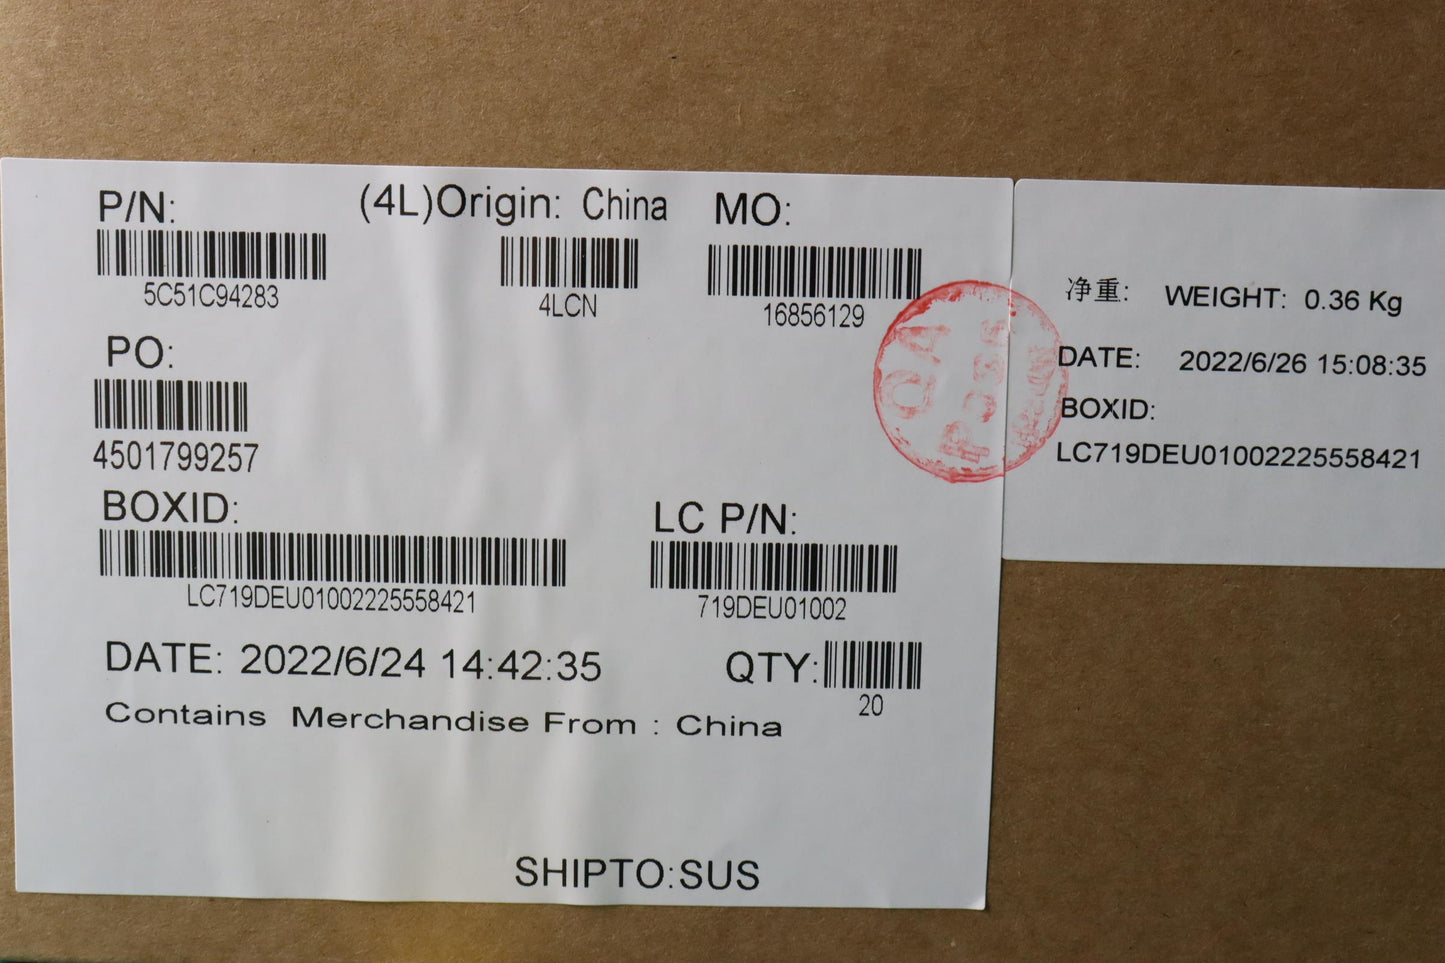 P/N: (4L)Origin: China MO:
5C51C94283 4LCN 16856129
PO:
4501799257
BOXID: LC P/N:
LC719DEU01002225558421 719DEU01002
DATE: 2022/6/24 14:42:35 QTY:
20
Contains Merchandise From : China
SHIPTO:SUS
QA
净重: WEIGHT: 0.36 Kg
DATE: 2022/6/26 15:08:35
BOXID:
LC719DEU01002225558421